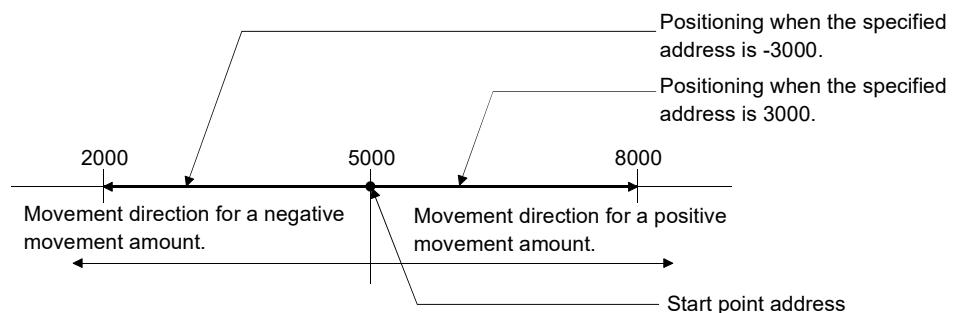 Positioning when the specified
address is -3000.
Positioning when the specified
address is 3000.
2000
5000
8000
Movement direction for a negative
movement amount.
Movement direction for a positive
movement amount.
Start point address